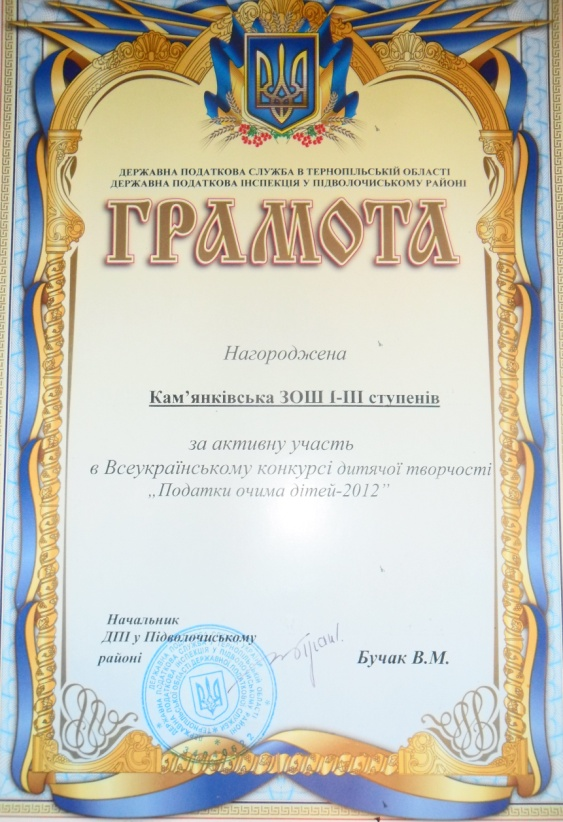 ДЕРЖАВНА ПОДАТКОВА СЛУЖБА В ТЕРНОПІЛЬСЬКІЙ ОБЛАСТІ
ДЕРЖАВНА ПОДАТКОВА ІНСПЕКЦІЯ У ПІДВОЛОЧИСЬКОМУ РАЙОНІ
ГРАМОТА
Нагороджена
Кам’янківська ЗОШ І-ІІІ ступенів
за активну участь
в Всеукраїнському конкурсі дитячої творчості
„Податки очима дітей-2012”
Начальник
ДПІ у Підволочиському
районі
Бучак В.М.